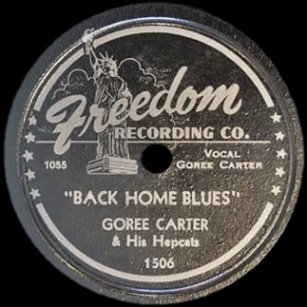 Freedom
RECORDING CO.
1055
VOCAL
GOREE CARTER
"BACK HOME BLUES"
GOREE CARTER
& His Hepcats
1506